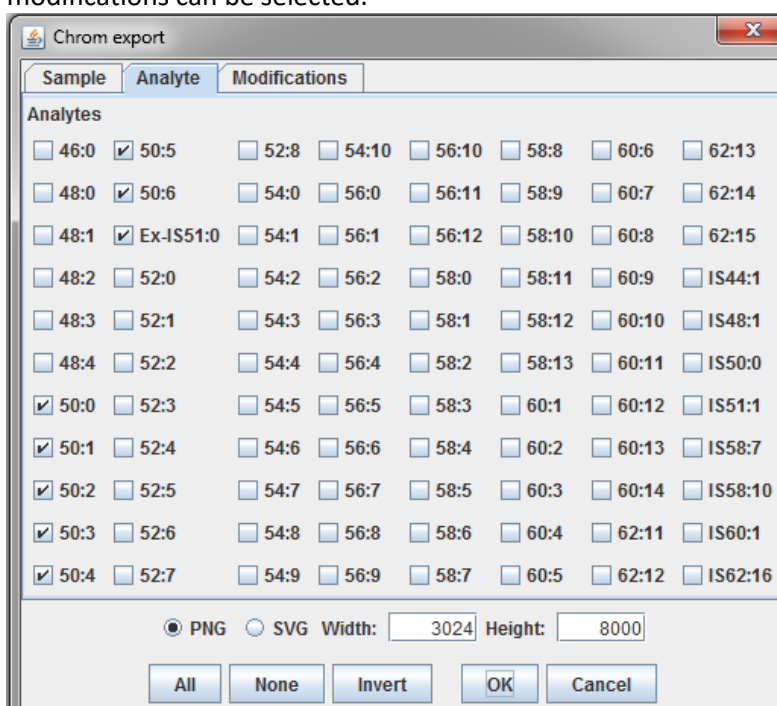 modifications can be selected.
Chrom export
Sample Analyte Modifications
Analytes
46:0 50:5 52:8 54:10 56:10 58:8 60:6 62:13
48:0 50:6 54:0 56:0 56:11 58:9 60:7 62:14
48:1 Ex-IS51:0 54:1 56:1 56:12 58:10 60:8 62:15
48:2 52:0 54:2 56:2 58:0 58:11 60:9 IS44:1
48:3 52:1 54:3 56:3 58:1 58:12 60:10 IS48:1
48:4 52:2 54:4 56:4 58:2 58:13 60:11 IS50:0
50:0 52:3 54:5 56:5 58:3 60:1 60:12 IS51:1
50:1 52:4 54:6 56:6 58:4 60:2 60:13 IS58:7
50:2 52:5 54:7 56:7 58:5 60:3 60:14 IS58:10
50:3 52:6 54:8 56:8 58:6 60:4 62:11 IS60:1
50:4 52:7 54:9 56:9 58:7 60:5 62:12 IS62:16
PNG SVG Width: 3024 Height: 8000
All None Invert OK Cancel